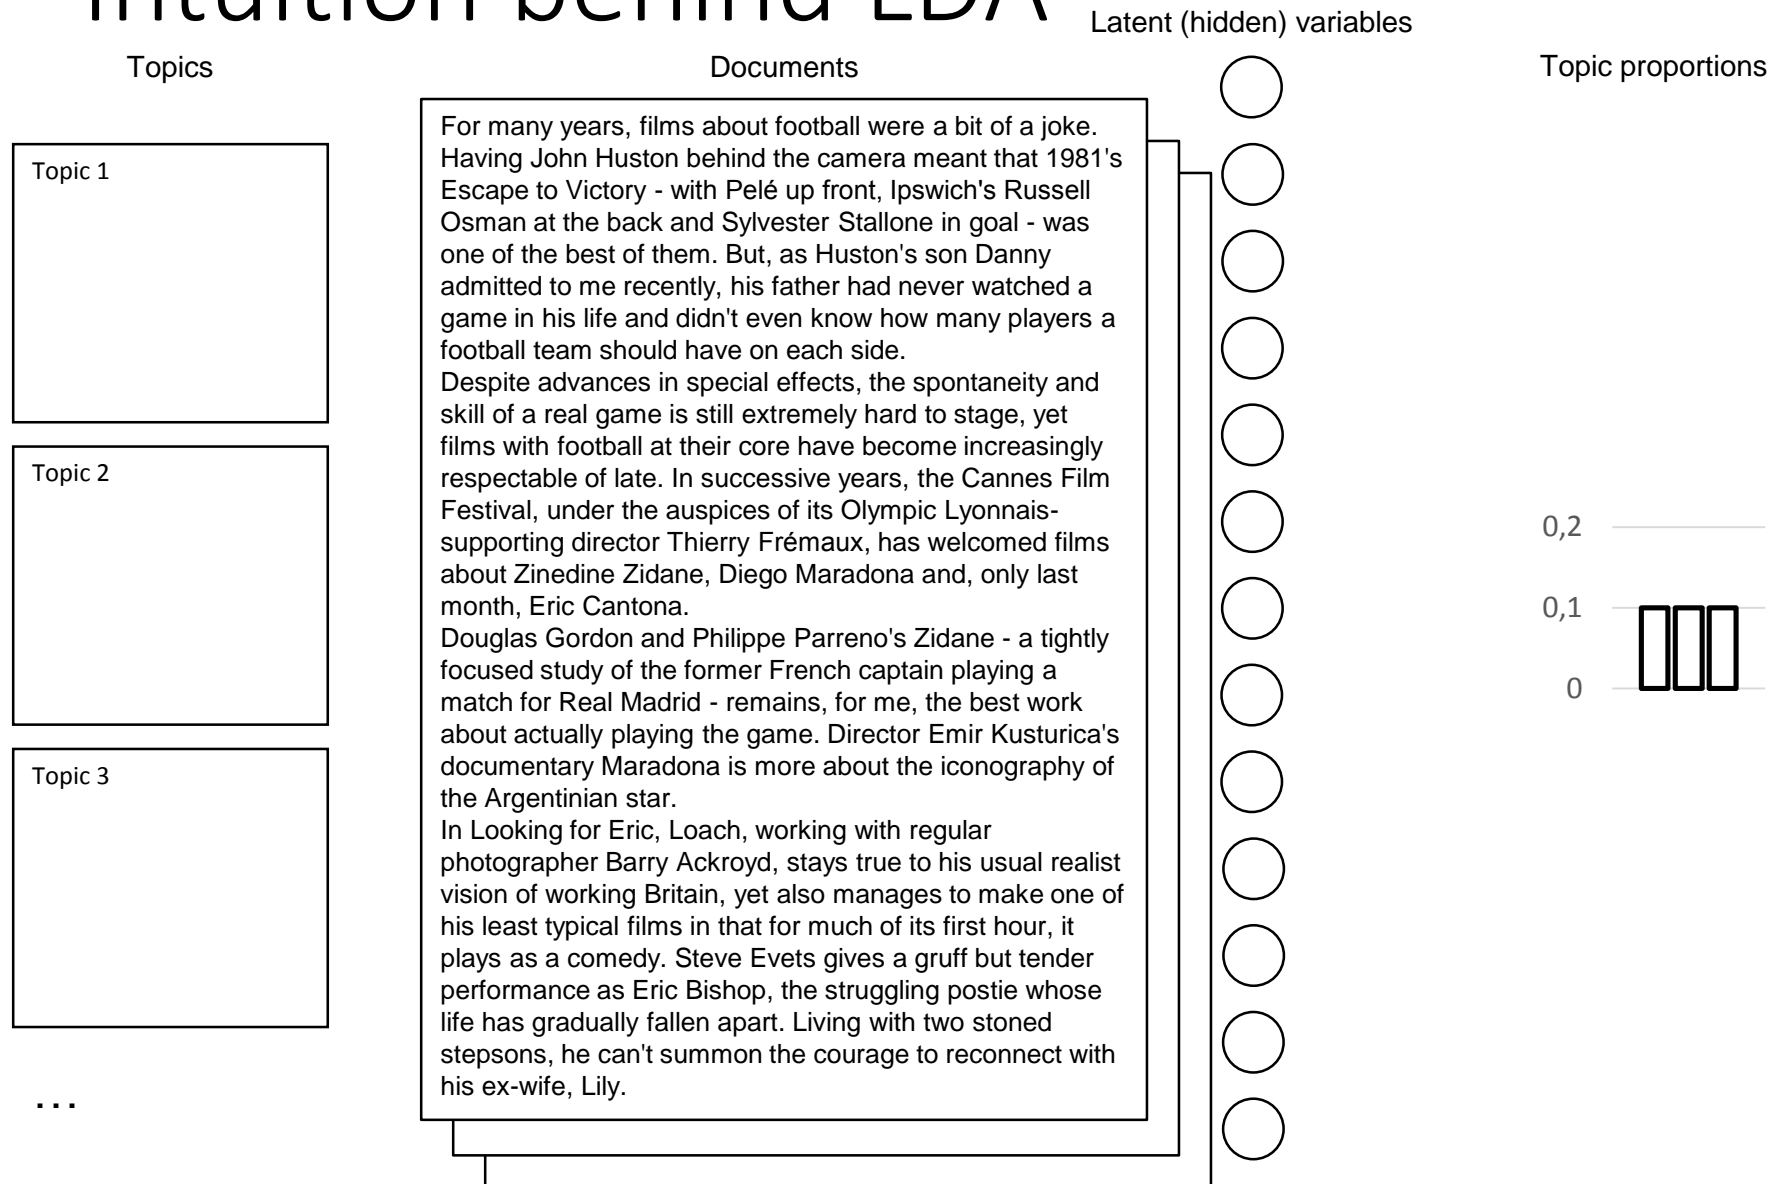 Intuition behind LDA
Latent (hidden) variables
Topics
Documents
Topic proportions
Topic 1
Topic 2
Topic 3
…
For many years, films about football were a bit of a joke.
Having John Huston behind the camera meant that 1981's
Escape to Victory - with Pelé up front, Ipswich's Russell
Osman at the back and Sylvester Stallone in goal - was
one of the best of them. But, as Huston's son Danny
admitted to me recently, his father had never watched a
game in his life and didn't even know how many players a
football team should have on each side.
Despite advances in special effects, the spontaneity and
skill of a real game is still extremely hard to stage, yet
films with football at their core have become increasingly
respectable of late. In successive years, the Cannes Film
Festival, under the auspices of its Olympic Lyonnais-
supporting director Thierry Frémaux, has welcomed films
about Zinedine Zidane, Diego Maradona and, only last
month, Eric Cantona.
Douglas Gordon and Philippe Parreno's Zidane - a tightly
focused study of the former French captain playing a
match for Real Madrid - remains, for me, the best work
about actually playing the game. Director Emir Kusturica's
documentary Maradona is more about the iconography of
the Argentinian star.
In Looking for Eric, Loach, working with regular
photographer Barry Ackroyd, stays true to his usual realist
vision of working Britain, yet also manages to make one of
his least typical films in that for much of its first hour, it
plays as a comedy. Steve Evets gives a gruff but tender
performance as Eric Bishop, the struggling postie whose
life has gradually fallen apart. Living with two stoned
stepsons, he can't summon the courage to reconnect with
his ex-wife, Lily.
0,2
0,1
0